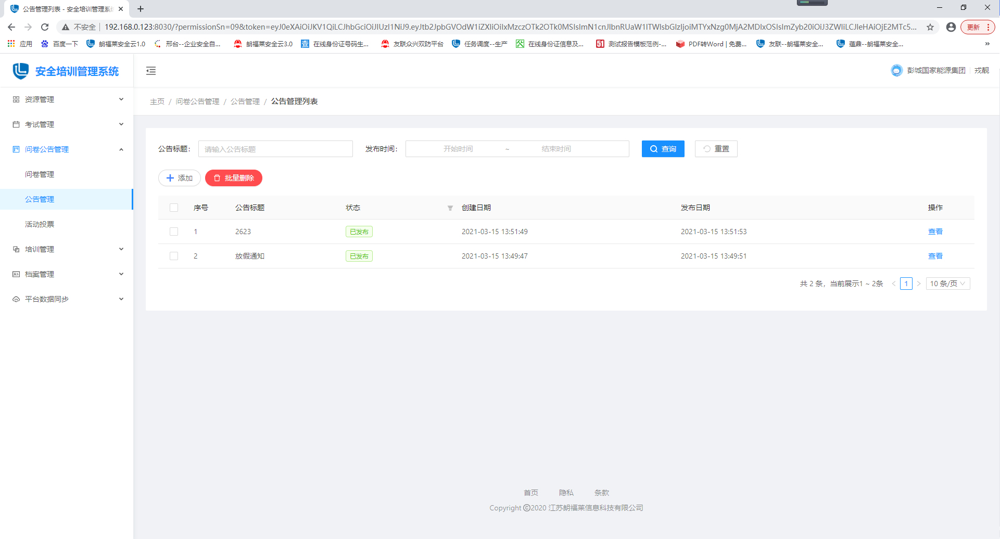 公告管理列表 - 安全培训管理系统
不安全 192.168.0.123:8030/?permissionSn=09&token=eyJ0eXAiOiJKV1QiLCJhbGciOiJIUzI1NiJ9.eyJtb2JpbGVOdW1iZXIiOiIxMzczOTk2OTk0MSIsImN1cnJlbnRUaW1lTWlsbGlzIjoiMTYxNzg0MjA2MDIxOSIsImZyb20iOiJ3ZWIiLCJleHAiOjE2MTc5... 更新
应用 百度一下 朗福莱安全云1.0 邢台--企业安全自... 朗福莱安全云3.0 在线身份证号码生... 友联众兴双防平台 任务调度--生产 在线身份证信息及... 测试报告模板范例-... PDF转Word | 免费... 友联--朗福莱安全... 蕴鼎--朗福莱安全... »
安全培训管理系统
彭城国家能源集团 戎靓
资源管理
考试管理
问卷公告管理
问卷管理
公告管理
活动投票
培训管理
档案管理
平台数据同步
主页 / 问卷公告管理 / 公告管理 / 公告管理列表
公告标题： 请输入公告标题 发布时间： 开始时间 ~ 结束时间 查询 重置
添加 批量删除
序号 公告标题 状态 创建日期 发布日期 操作
1 2623 已发布 2021-03-15 13:51:49 2021-03-15 13:51:53 查看
2 放假通知 已发布 2021-03-15 13:49:47 2021-03-15 13:49:51 查看
共 2 条，当前展示1 ~ 2条 < 1 > 10 条/页
首页 隐私 条款
Copyright ©2020 江苏朗福莱信息科技有限公司